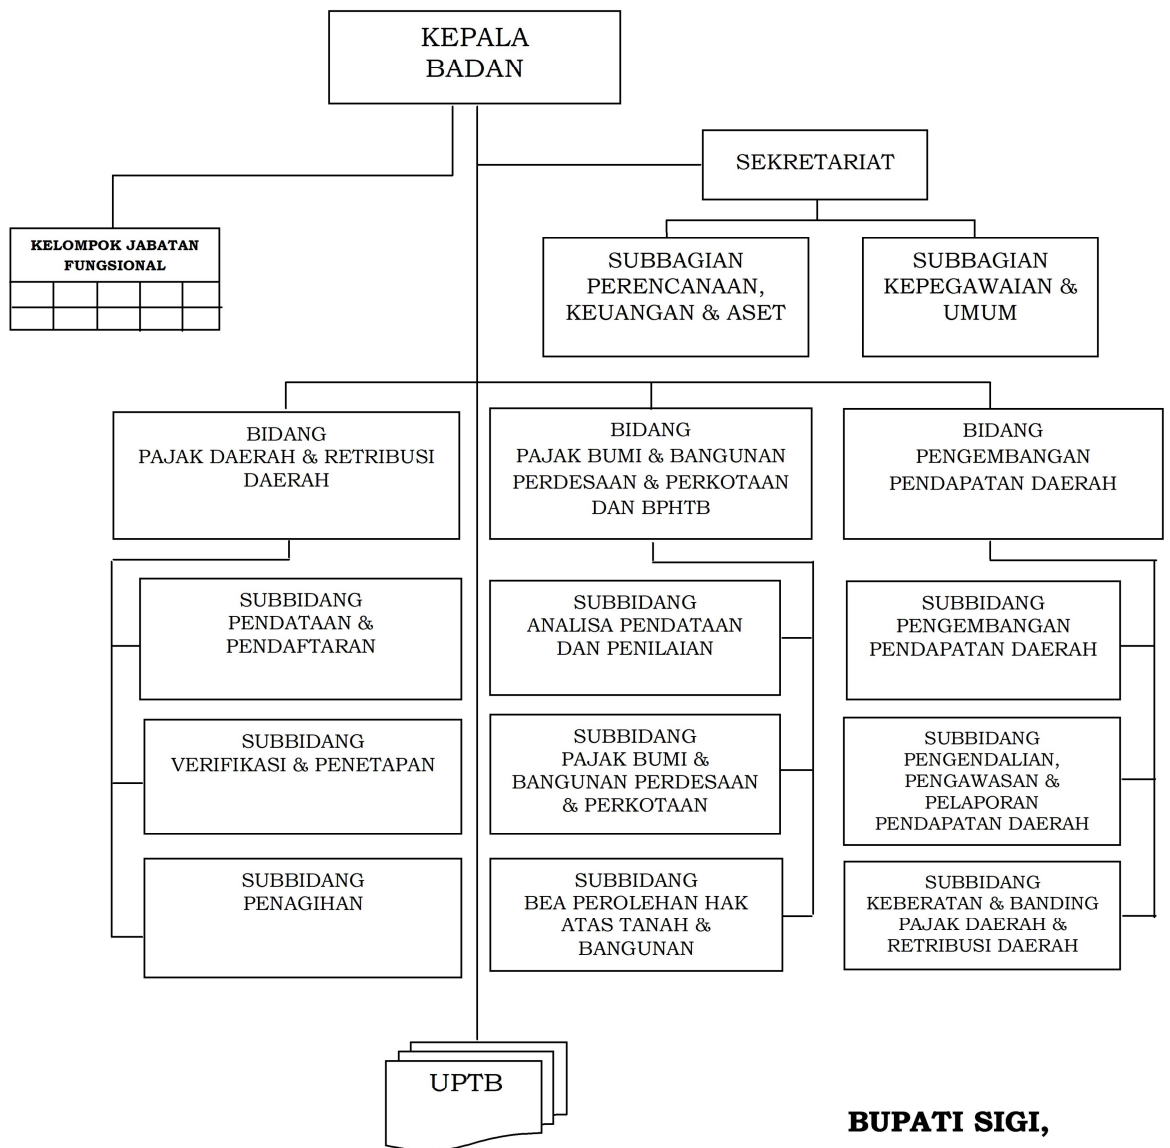 KEPALA
BADAN
SEKRETARIAT
KELOMPOK JABATAN
FUNGSIONAL
SUBBAGIAN
PERENCANAAN,
KEUANGAN & ASET
SUBBAGIAN
KEPEGAWAIAN &
UMUM
BIDANG
PAJAK DAERAH & RETRIBUSI
DAERAH
BIDANG
PAJAK BUMI & BANGUNAN
PERDESAAN & PERKOTAAN
DAN BPHTB
BIDANG
PENGEMBANGAN
PENDAPATAN DAERAH
SUBBIDANG
PENDATAAN &
PENDAFTARAN
SUBBIDANG
ANALISA PENDATAAN
DAN PENILAIAN
SUBBIDANG
PENGEMBANGAN
PENDAPATAN DAERAH
SUBBIDANG
VERIFIKASI & PENETAPAN
SUBBIDANG
PAJAK BUMI &
BANGUNAN PERDESAAN
& PERKOTAAN
SUBBIDANG
PENGENDALIAN,
PENGAWASAN &
PELAPORAN
PENDAPATAN DAERAH
SUBBIDANG
PENAGIHAN
SUBBIDANG
BEA PEROLEHAN HAK
ATAS TANAH &
BANGUNAN
SUBBIDANG
KEBERATAN & BANDING
PAJAK DAERAH &
RETRIBUSI DAERAH
UPTB
BUPATI SIGI,